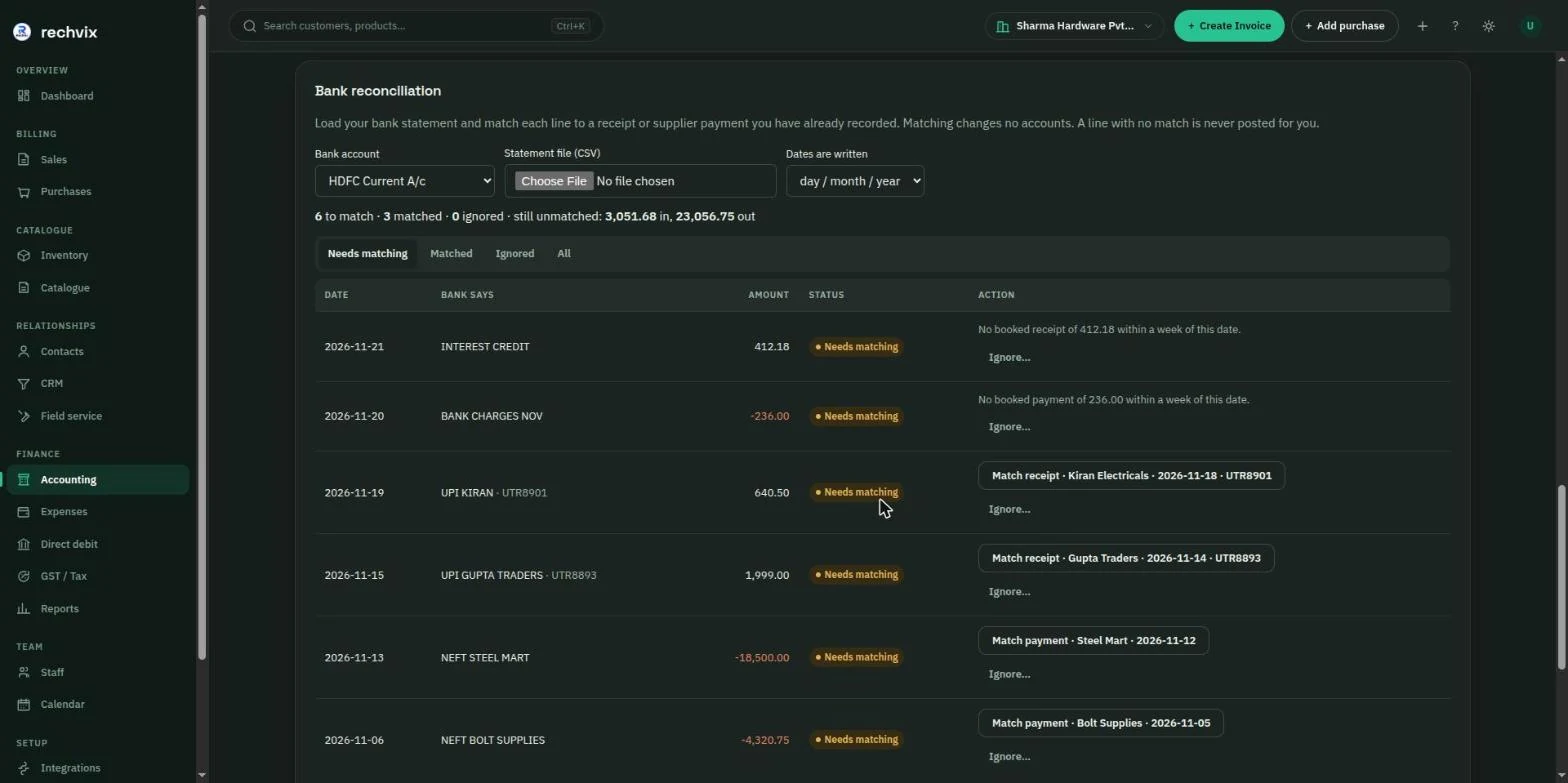 rechvix
Search customers, products...
Ctrl+K
Sharma Hardware Pvt...
+ Create Invoice
+ Add purchase
+
?
U
OVERVIEW
Dashboard
BILLING
Sales
Purchases
CATALOGUE
Inventory
Catalogue
RELATIONSHIPS
Contacts
CRM
Field service
FINANCE
Accounting
Expenses
Direct debit
GST / Tax
Reports
TEAM
Staff
Calendar
SETUP
Integrations
Bank reconciliation
Load your bank statement and match each line to a receipt or supplier payment you have already recorded. Matching changes no accounts. A line with no match is never posted for you.
Bank account Statement file (CSV) Dates are written
HDFC Current A/c Choose File No file chosen day / month / year
6 to match · 3 matched · 0 ignored · still unmatched: 3,051.68 in, 23,056.75 out
Needs matching Matched Ignored All
DATE BANK SAYS AMOUNT STATUS ACTION
No booked receipt of 412.18 within a week of this date.
2026-11-21 INTEREST CREDIT 412.18 Needs matching
Ignore...
No booked payment of 236.00 within a week of this date.
2026-11-20 BANK CHARGES NOV -236.00 Needs matching
Ignore...
Match receipt · Kiran Electricals · 2026-11-18 · UTR8901
2026-11-19 UPI KIRAN · UTR8901 640.50 Needs matching
Ignore...
Match receipt · Gupta Traders · 2026-11-14 · UTR8893
2026-11-15 UPI GUPTA TRADERS · UTR8893 1,999.00 Needs matching
Ignore...
Match payment · Steel Mart · 2026-11-12
2026-11-13 NEFT STEEL MART -18,500.00 Needs matching
Ignore...
Match payment · Bolt Supplies · 2026-11-05
2026-11-06 NEFT BOLT SUPPLIES -4,320.75 Needs matching
Ignore...